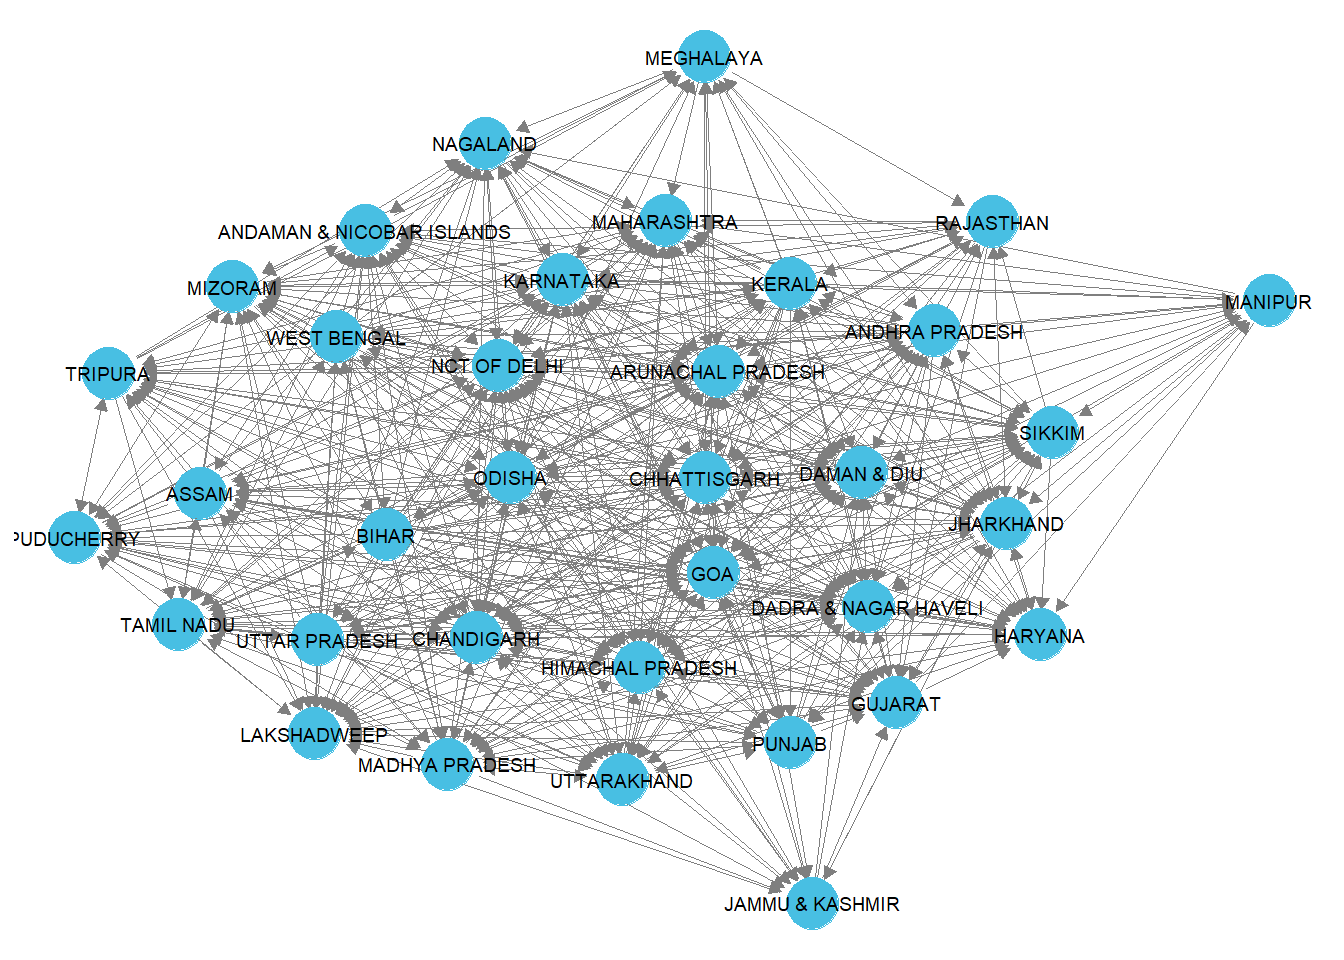 MEGHALAYA
NAGALAND
MAHARASHTRA
RAJASTHAN
ANDAMAN & NICOBAR ISLANDS
KARNATAKA
KERALA
MIZORAM
MANIPUR
ANDHRA PRADESH
WEST BENGAL
NCT OF DELHI
ARUNACHAL PRADESH
TRIPURA
SIKKIM
ODISHA
CHHATTISGARH
DAMAN & DIU
ASSAM
JHARKHAND
BIHAR
PUDUCHERRY
GOA
DADRA & NAGAR HAVELI
TAMIL NADU
HARYANA
UTTAR PRADESH
CHANDIGARH
HIMACHAL PRADESH
GUJARAT
LAKSHADWEEP
PUNJAB
MADHYA PRADESH
UTTARAKHAND
JAMMU & KASHMIR